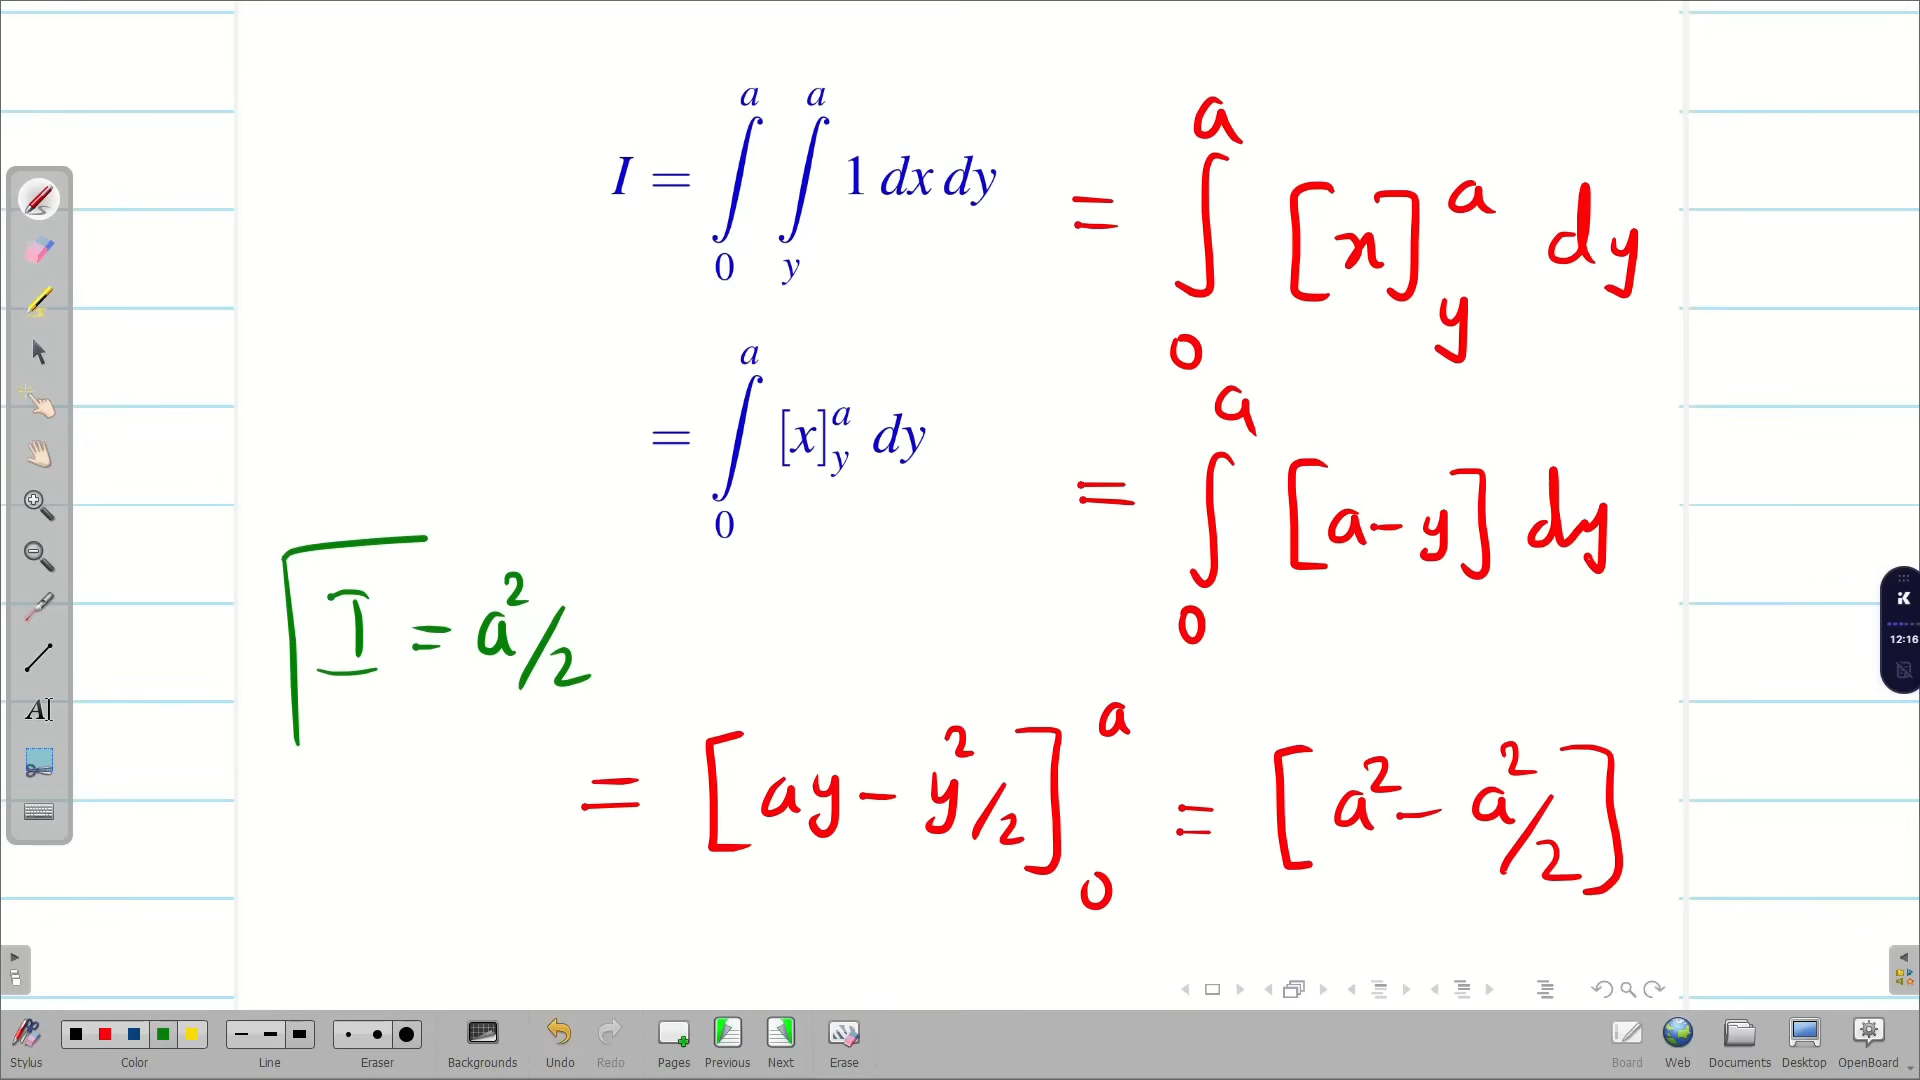 I = ∫₀ᵃ ∫ᵧᵃ 1 dx dy = ∫₀ᵃ [x]ᵧᵃ dy
= ∫₀ᵃ [x]ᵧᵃ dy
= ∫₀ᵃ [a-y] dy
I = a²/2
= [ay - y²/2]₀ᵃ = [a² - a²/2]
12:16
Stylus Color Line Eraser Backgrounds Undo Redo Pages Previous Next Erase Board Web Documents Desktop OpenBoard